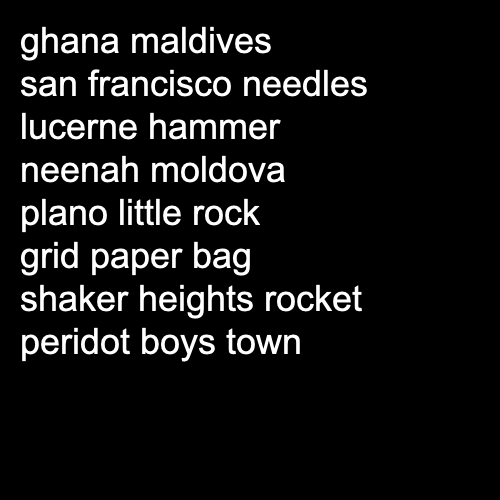 ghana maldives
san francisco needles
lucerne hammer
neenah moldova
plano little rock
grid paper bag
shaker heights rocket
peridot boys town